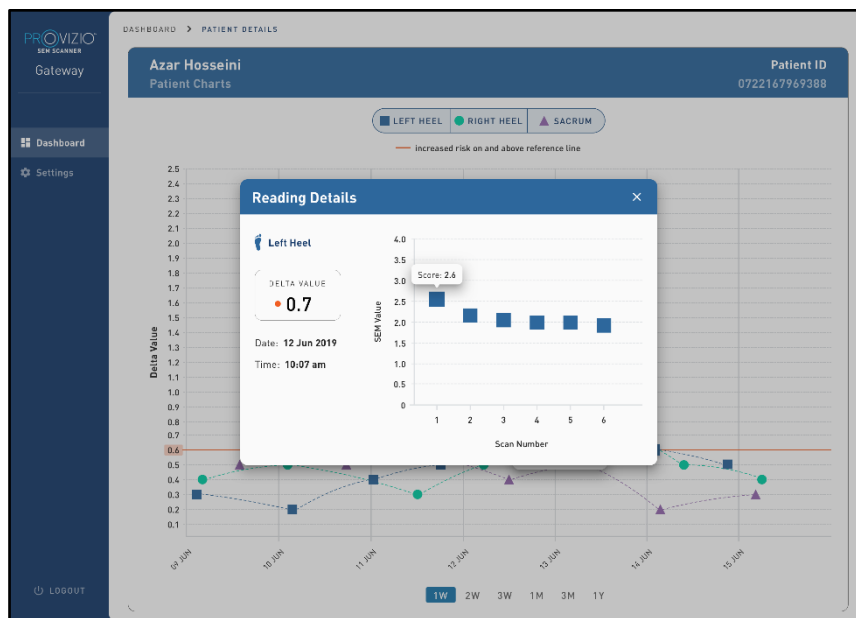 PROVIZIO
SEM SCANNER
Gateway
Dashboard
Settings
LOGOUT
DASHBOARD > PATIENT DETAILS
Azar Hosseini
Patient Charts
Patient ID
0722167969388
LEFT HEEL
RIGHT HEEL
SACRUM
increased risk on and above reference line
Delta Value
2.5
2.4
2.3
2.2
2.1
2.0
1.9
1.8
1.7
1.6
1.5
1.4
1.3
1.2
1.1
1.0
0.9
0.8
0.7
0.6
0.5
0.4
0.3
0.2
0.1
09 JUN
10 JUN
11 JUN
12 JUN
13 JUN
14 JUN
15 JUN
1W 2W 3W 1M 3M 1Y
Reading Details ×
Left Heel
DELTA VALUE
0.7
Date: 12 Jun 2019
Time: 10:07 am
SEM Value
4.0
3.5
3.0
2.5
2.0
1.5
1.0
0.5
0
Score: 2.6
1 2 3 4 5 6
Scan Number